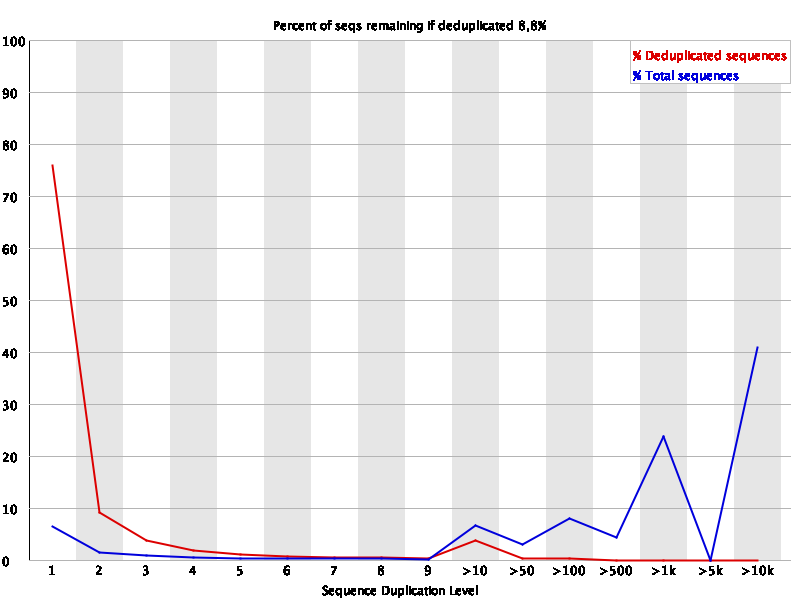 Percent of seqs remaining if deduplicated 8,8%
% Deduplicated sequences
% Total sequences
100
90
80
70
60
50
40
30
20
10
0
1 2 3 4 5 6 7 8 9 >10 >50 >100 >500 >1k >5k >10k
Sequence Duplication Level